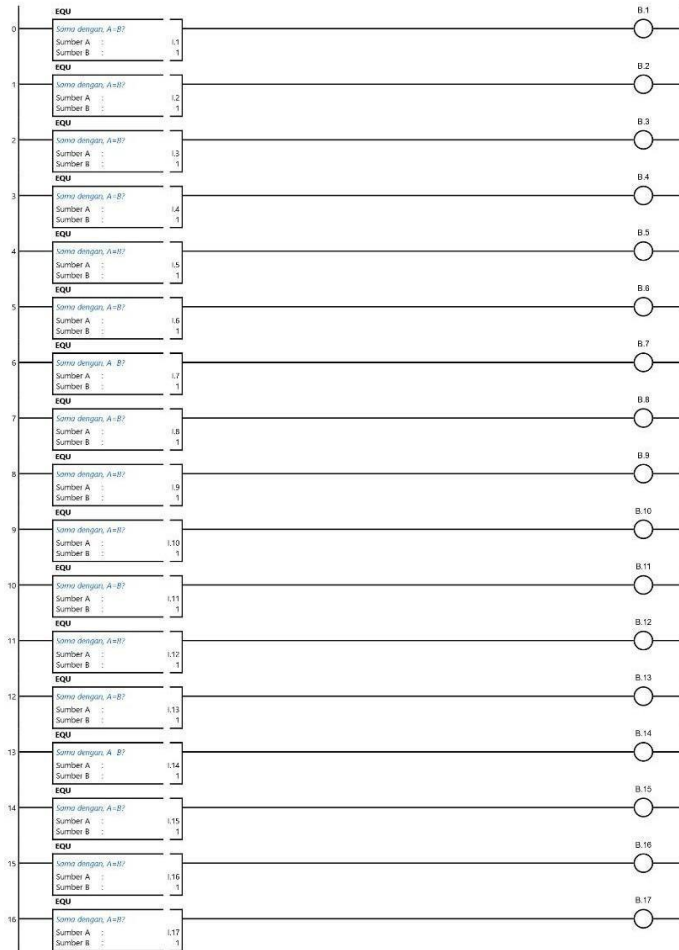 EQU B.1
0 Sama dengan, A=B?
Sumber A : I.1
Sumber B : 1
EQU B.2
1 Sama dengan, A=B?
Sumber A : I.2
Sumber B : 1
EQU B.3
2 Sama dengan, A=B?
Sumber A : I.3
Sumber B : 1
EQU B.4
3 Sama dengan, A=B?
Sumber A : I.4
Sumber B : 1
EQU B.5
4 Sama dengan, A=B?
Sumber A : I.5
Sumber B : 1
EQU B.6
5 Sama dengan, A=B?
Sumber A : I.6
Sumber B : 1
EQU B.7
6 Sama dengan, A=B?
Sumber A : I.7
Sumber B : 1
EQU B.8
7 Sama dengan, A=B?
Sumber A : I.8
Sumber B : 1
EQU B.9
8 Sama dengan, A=B?
Sumber A : I.9
Sumber B : 1
EQU B.10
9 Sama dengan, A=B?
Sumber A : I.10
Sumber B : 1
EQU B.11
10 Sama dengan, A=B?
Sumber A : I.11
Sumber B : 1
EQU B.12
11 Sama dengan, A=B?
Sumber A : I.12
Sumber B : 1
EQU B.13
12 Sama dengan, A=B?
Sumber A : I.13
Sumber B : 1
EQU B.14
13 Sama dengan, A=B?
Sumber A : I.14
Sumber B : 1
EQU B.15
14 Sama dengan, A=B?
Sumber A : I.15
Sumber B : 1
EQU B.16
15 Sama dengan, A=B?
Sumber A : I.16
Sumber B : 1
EQU B.17
16 Sama dengan, A=B?
Sumber A : I.17
Sumber B : 1